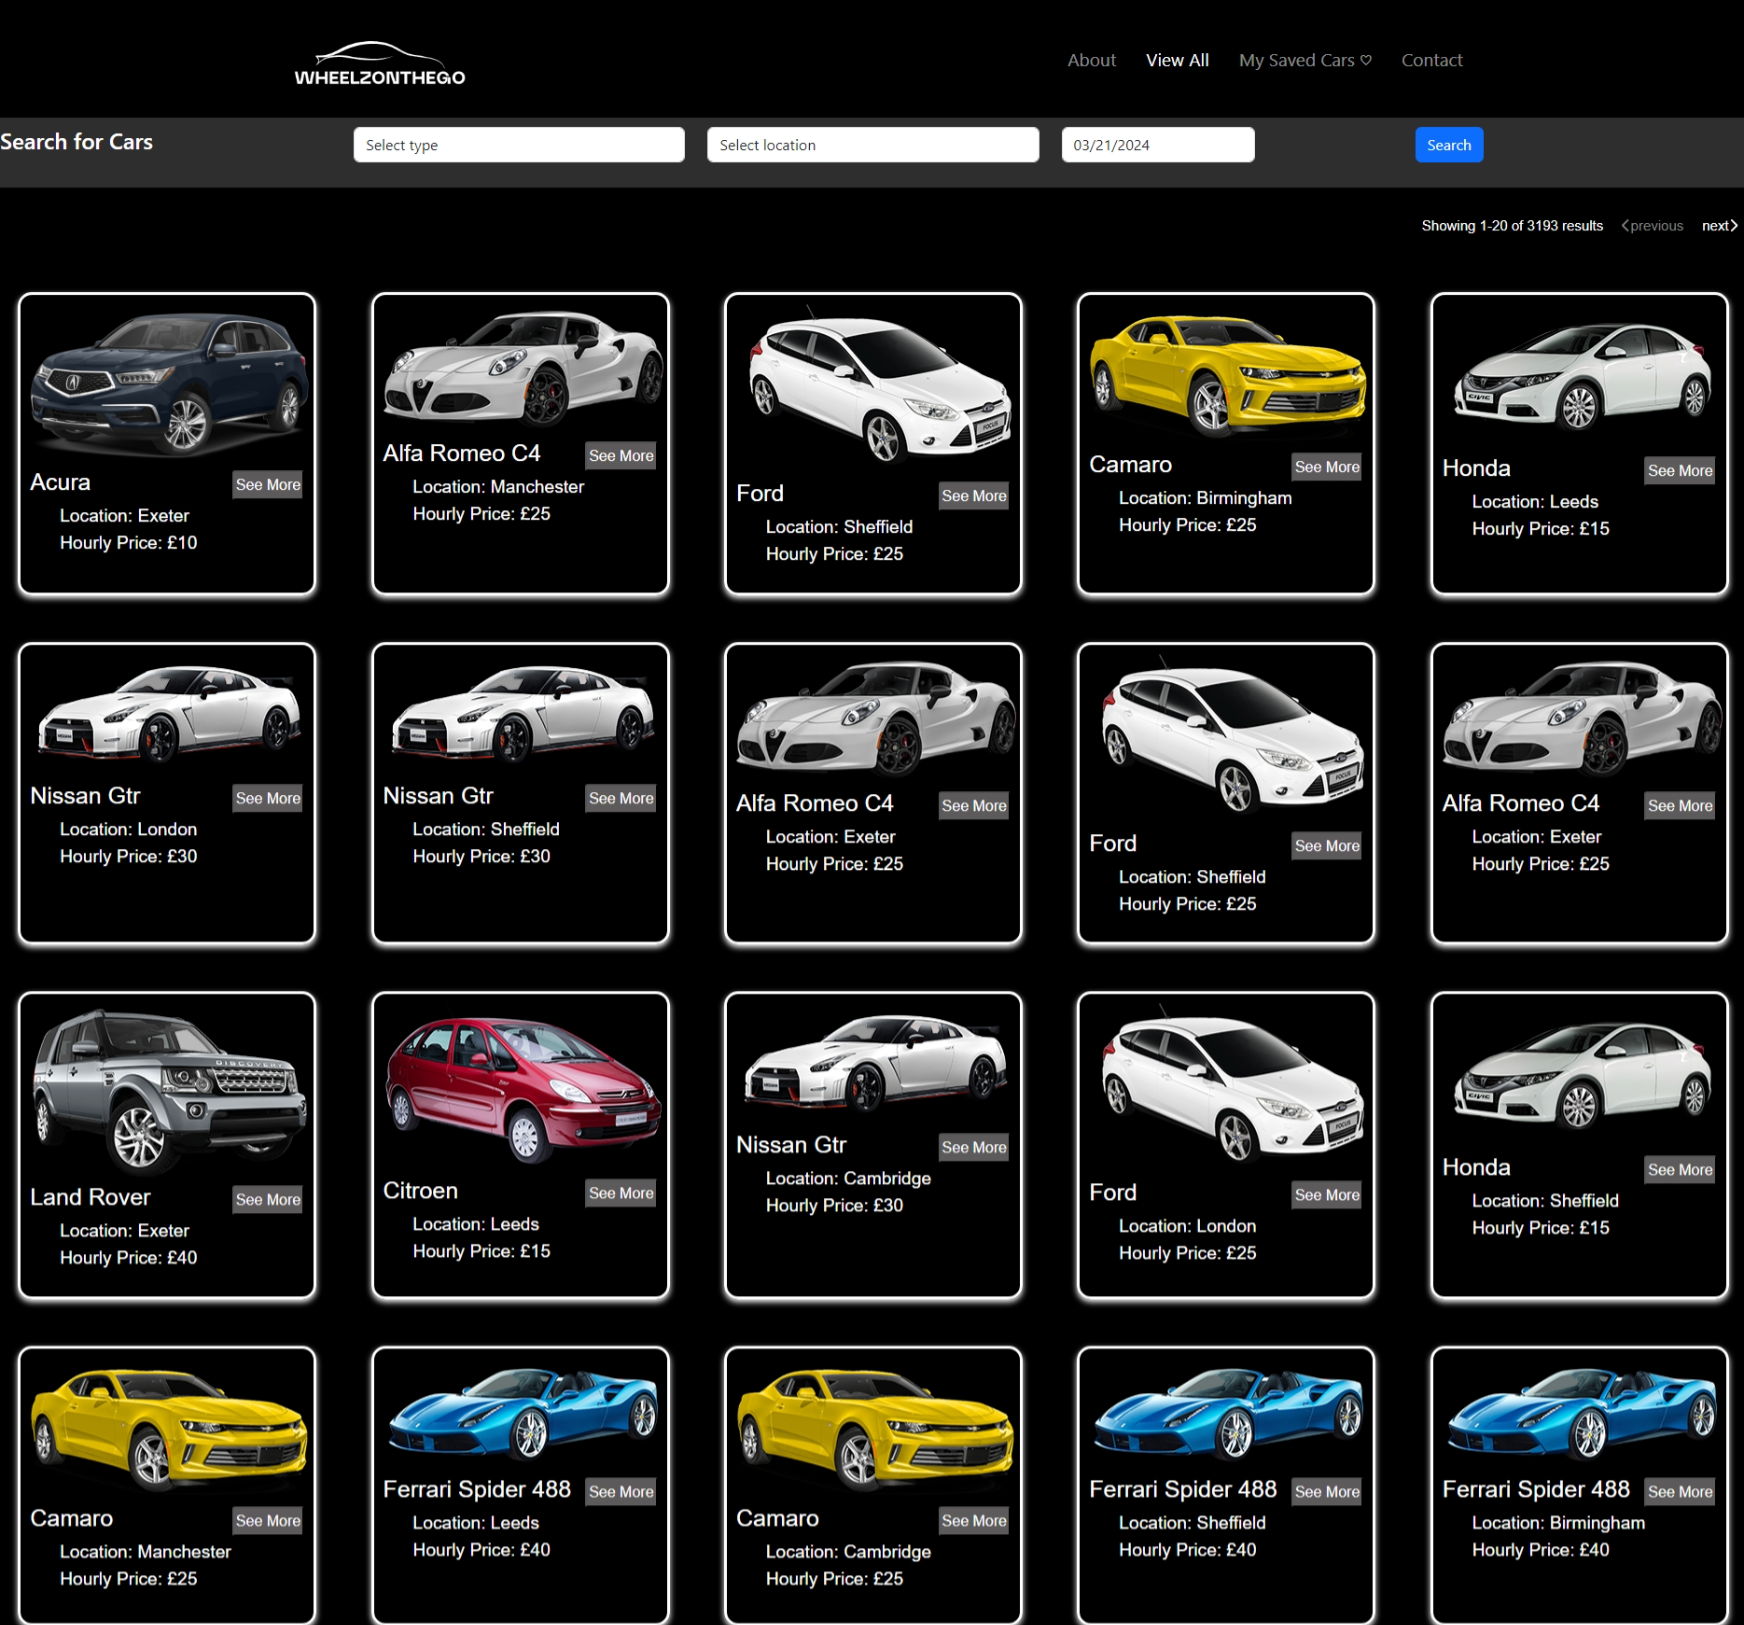 WHEELZONTHEGO
About View All My Saved Cars ♡ Contact
Search for Cars Select type Select location 03/21/2024 Search
Showing 1-20 of 3193 results previous next
Acura See More
Location: Exeter
Hourly Price: £10
Alfa Romeo C4 See More
Location: Manchester
Hourly Price: £25
FOCUS
Ford See More
Location: Sheffield
Hourly Price: £25
Camaro See More
Location: Birmingham
Hourly Price: £25
CIVIC
Honda See More
Location: Leeds
Hourly Price: £15
NISSAN
Nissan Gtr See More
Location: London
Hourly Price: £30
NISSAN
Nissan Gtr See More
Location: Sheffield
Hourly Price: £30
Alfa Romeo C4 See More
Location: Exeter
Hourly Price: £25
FOCUS
Ford See More
Location: Sheffield
Hourly Price: £25
Alfa Romeo C4 See More
Location: Exeter
Hourly Price: £25
DISCOVERY
Land Rover See More
Location: Exeter
Hourly Price: £40
Citroen See More
Location: Leeds
Hourly Price: £15
NISSAN
Nissan Gtr See More
Location: Cambridge
Hourly Price: £30
FOCUS
Ford See More
Location: London
Hourly Price: £25
CIVIC
Honda See More
Location: Sheffield
Hourly Price: £15
Camaro See More
Location: Manchester
Hourly Price: £25
Ferrari Spider 488 See More
Location: Leeds
Hourly Price: £40
Camaro See More
Location: Cambridge
Hourly Price: £25
Ferrari Spider 488 See More
Location: Sheffield
Hourly Price: £40
Ferrari Spider 488 See More
Location: Birmingham
Hourly Price: £40